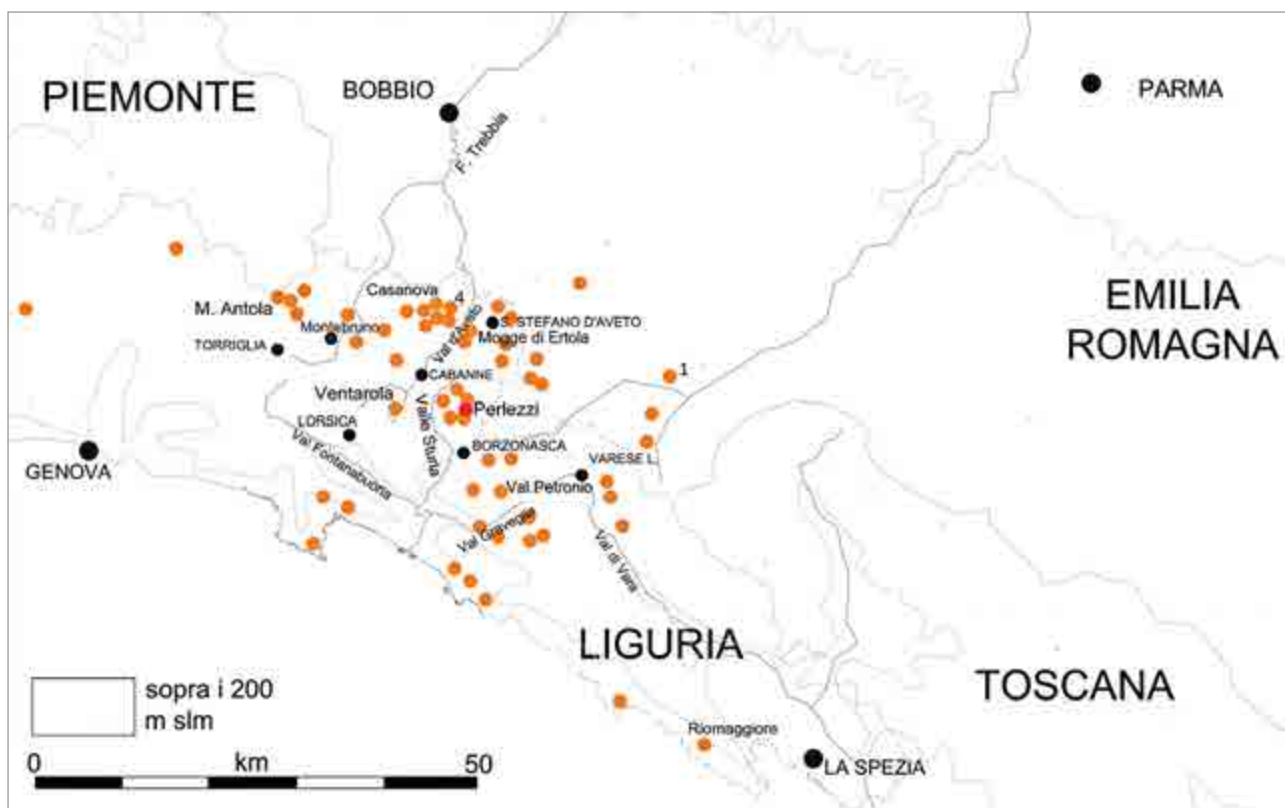 PIEMONTE
BOBBIO
PARMA
F. Trebbia
EMILIA
ROMAGNA
Casanova
4
M. Antola
Montebruno
S. STEFANO D'AVETO
Val d'Aveto
Mogge di Ertola
TORRIGLIA
CABANNE
1
Ventarola
Perlezzi
Valle Sturla
LORSICA
BORZONASCA
GENOVA
Val Fontanabuona
VARESE L.
Val Petronio
Val Graveglia
Val di Vara
LIGURIA
TOSCANA
sopra i 200
m slm
Riomaggiore
LA SPEZIA
0 km 50